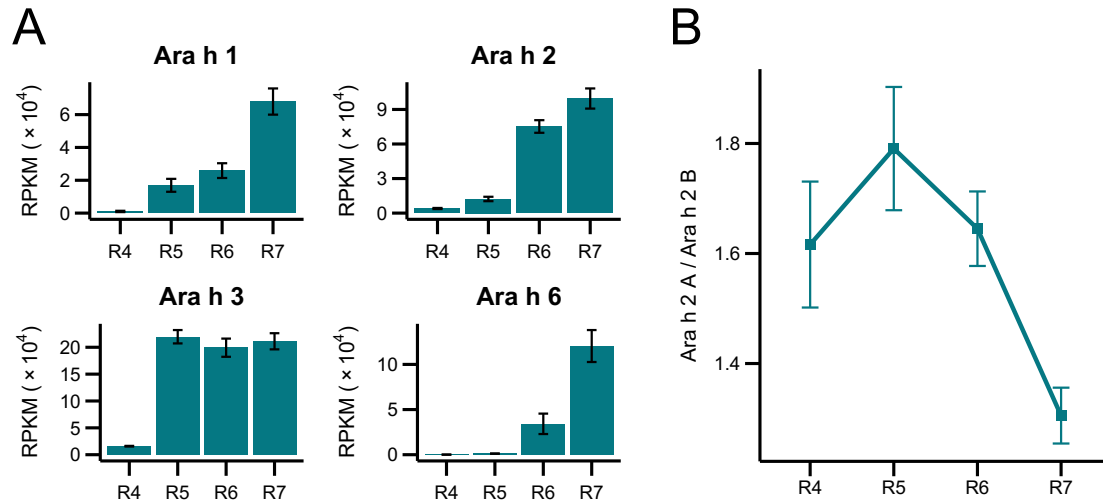 A
B
Ara h 1
RPKM ( × 10⁴)
6
4
2
0
R4 R5 R6 R7
Ara h 2
RPKM ( × 10⁴)
9
6
3
0
R4 R5 R6 R7
Ara h 3
RPKM ( × 10⁴)
20
15
10
5
0
R4 R5 R6 R7
Ara h 6
RPKM ( × 10⁴)
10
5
0
R4 R5 R6 R7
Ara h 2 A / Ara h 2 B
1.8
1.6
1.4
R4 R5 R6 R7